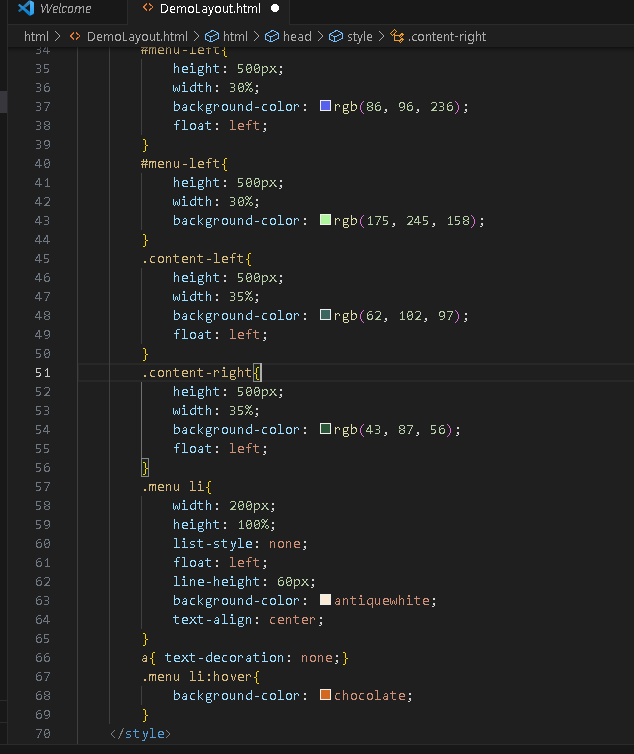 Welcome
DemoLayout.html
html > DemoLayout.html > html > head > style > .content-right
34 #menu-left{
35 height: 500px;
36 width: 30%;
37 background-color: rgb(86, 96, 236);
38 float: left;
39 }
40 #menu-left{
41 height: 500px;
42 width: 30%;
43 background-color: rgb(175, 245, 158);
44 }
45 .content-left{
46 height: 500px;
47 width: 35%;
48 background-color: rgb(62, 102, 97);
49 float: left;
50 }
51 .content-right{
52 height: 500px;
53 width: 35%;
54 background-color: rgb(43, 87, 56);
55 float: left;
56 }
57 .menu li{
58 width: 200px;
59 height: 100%;
60 list-style: none;
61 float: left;
62 line-height: 60px;
63 background-color: antiquewhite;
64 text-align: center;
65 }
66 a{ text-decoration: none;}
67 .menu li:hover{
68 background-color: chocolate;
69 }
70 </style>